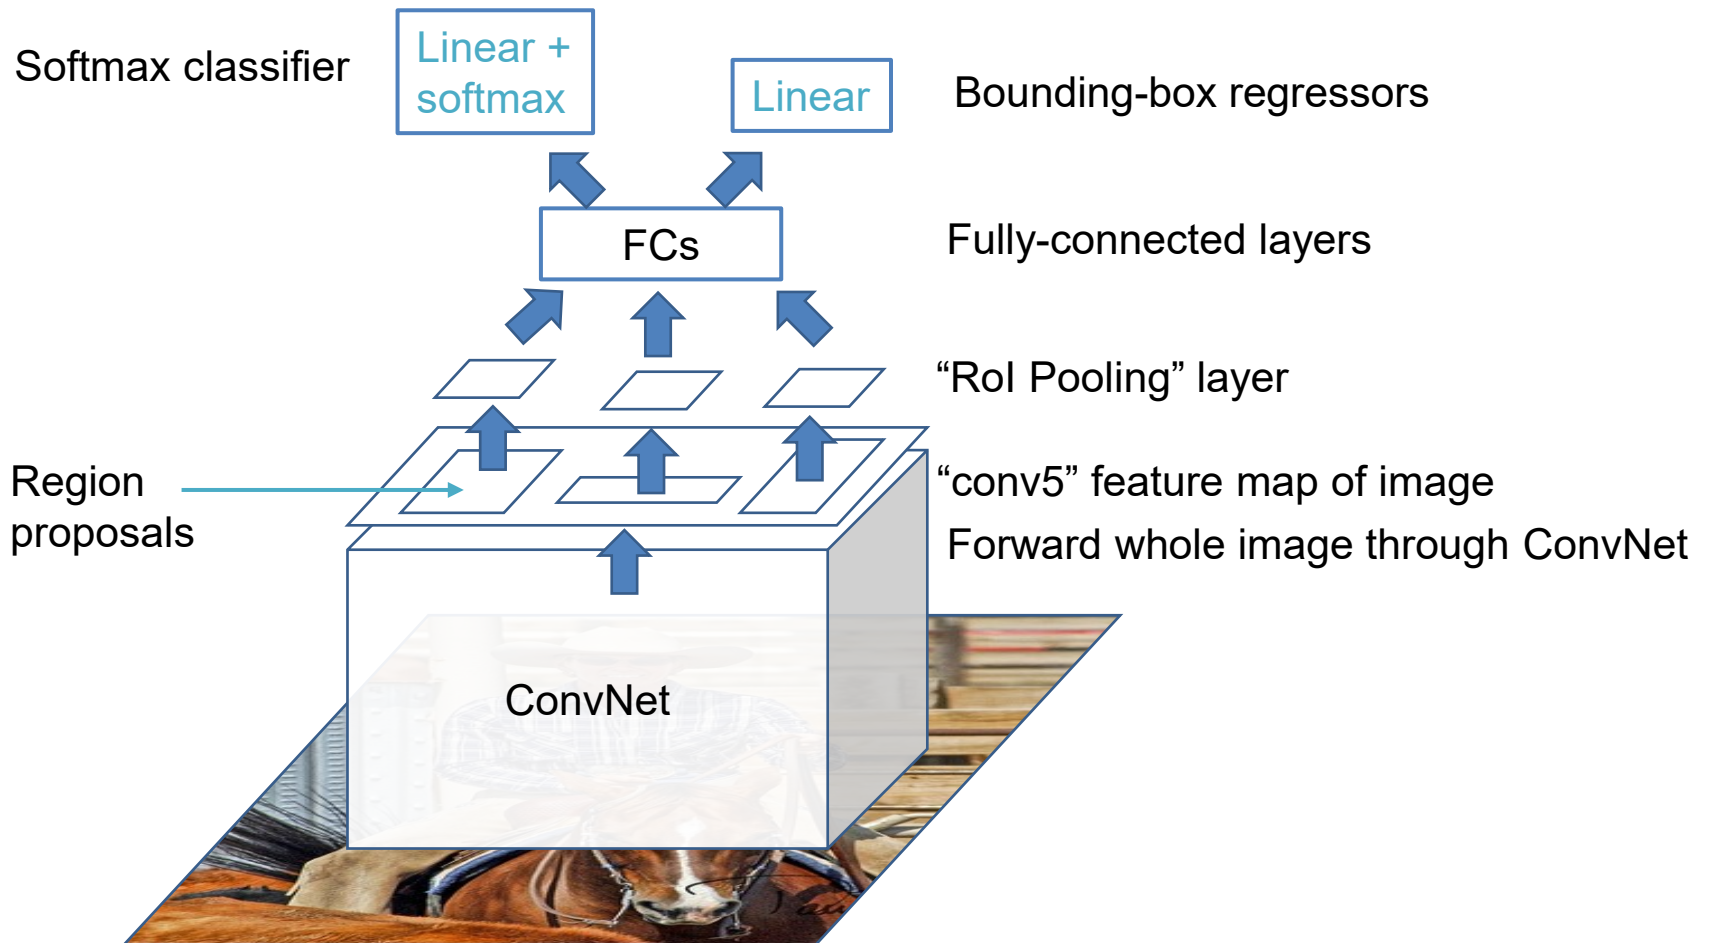 Softmax classifier
Linear +
softmax
Linear
Bounding-box regressors
FCs
Fully-connected layers
“RoI Pooling” layer
Region
proposals
“conv5” feature map of image
Forward whole image through ConvNet
ConvNet